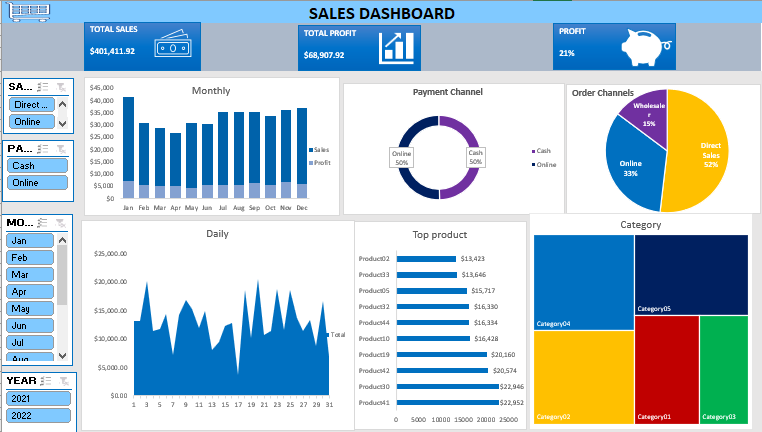 SALES DASHBOARD
TOTAL SALES
$401,411.92
TOTAL PROFIT
$68,907.92
PROFIT
21%
SA...
Direct ...
Online
PA...
Cash
Online
MO...
Jan
Feb
Mar
Apr
May
Jun
Jul
Aug
YEAR
2021
2022
Monthly
$45,000
$40,000
$35,000
$30,000
$25,000
$20,000
$15,000
$10,000
$5,000
$0
Jan Feb Mar Apr May Jun Jul Aug Sep Oct Nov Dec
Sales
Profit
Payment Channel
Online
50%
Cash
50%
Cash
Online
Order Channels
Wholesale
r
15%
Online
33%
Direct
Sales
52%
Daily
$25,000.00
$20,000.00
$15,000.00
$10,000.00
$5,000.00
$0.00
1 3 5 7 9 11 13 15 17 19 21 23 25 27 29 31
Total
Top product
Product02 $13,423
Product33 $13,646
Product05 $15,717
Product32 $16,330
Product44 $16,334
Product10 $16,428
Product19 $20,160
Product42 $20,574
Product30 $22,946
Product41 $22,952
0 5000 10000 15000 20000 25000
Category
Category04
Category05
Category02
Category01
Category03